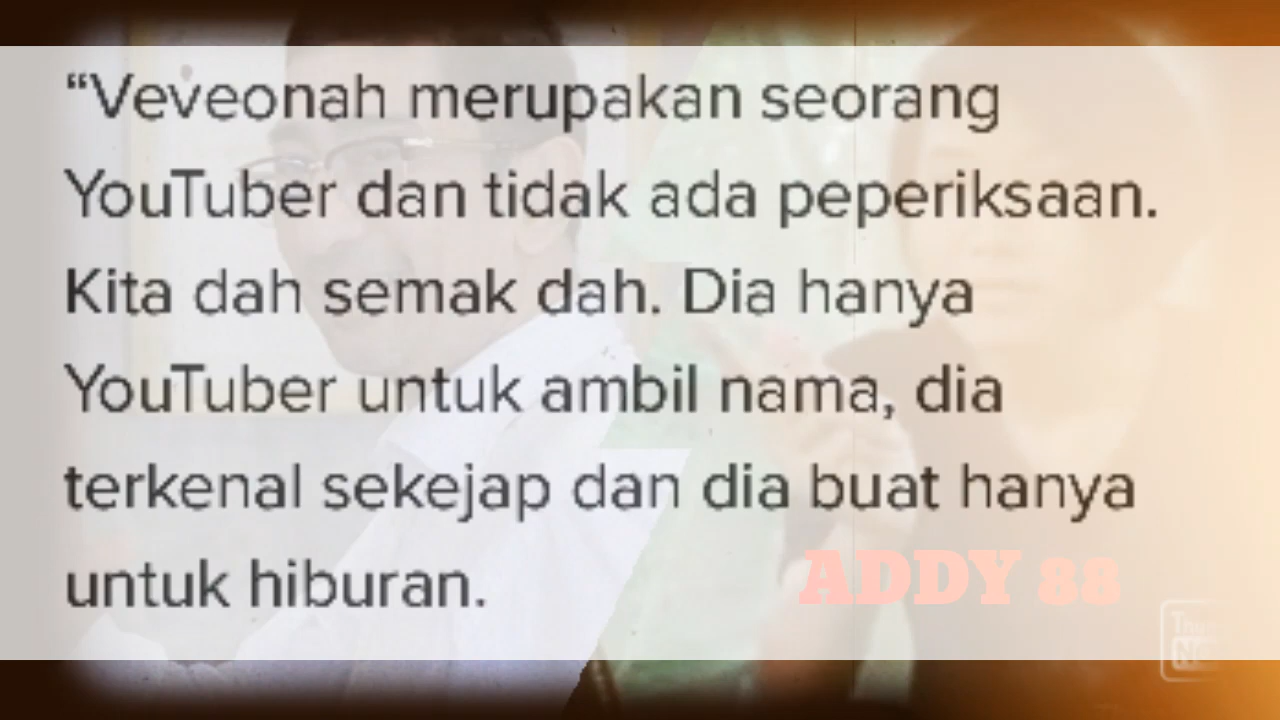 “Veveonah merupakan seorang
YouTuber dan tidak ada peperiksaan.
Kita dah semak dah. Dia hanya
YouTuber untuk ambil nama, dia
terkenal sekejap dan dia buat hanya
untuk hiburan.
ADDY 88